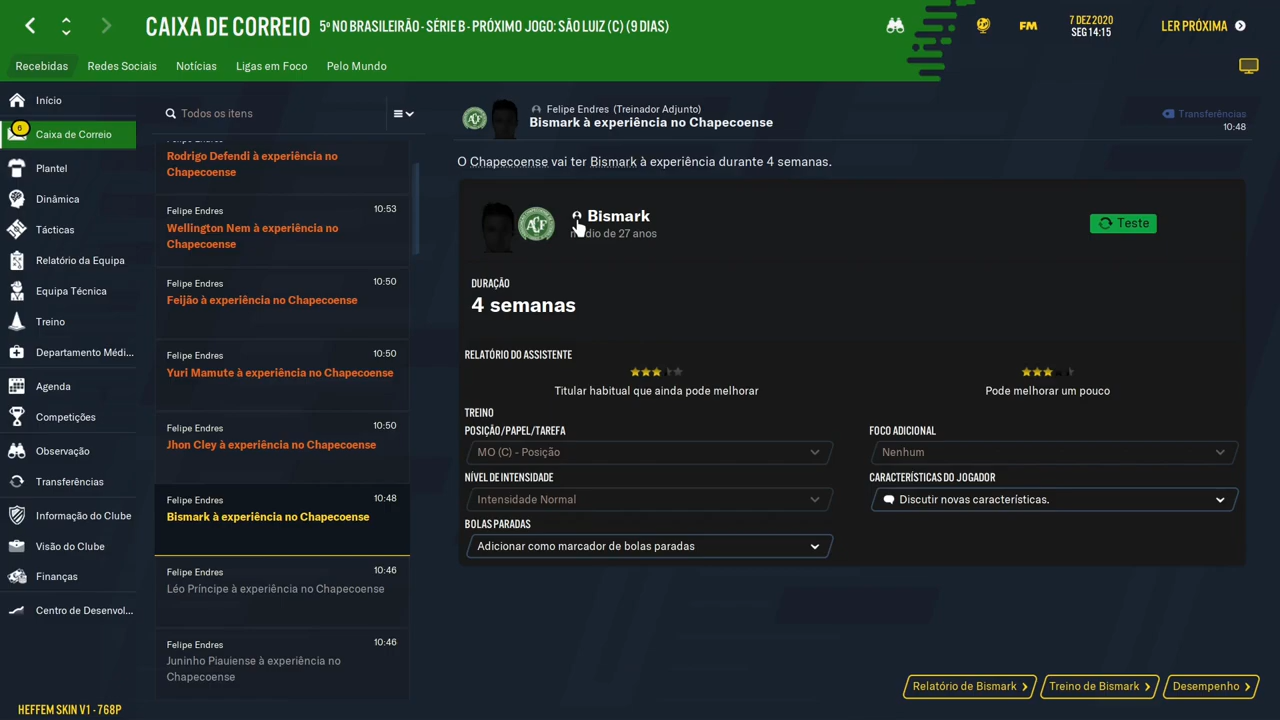 CAIXA DE CORREIO 5º NO BRASILEIRÃO - SÉRIE B - PRÓXIMO JOGO: SÃO LUIZ (C) (9 DIAS)
FM
7 DEZ 2020
SEG 14:15
LER PRÓXIMA
Recebidas Redes Sociais Notícias Ligas em Foco Pelo Mundo
Início
6
Caixa de Correio
Plantel
Dinâmica
Tácticas
Relatório da Equipa
Equipa Técnica
Treino
Departamento Médi...
Agenda
Competições
Observação
Transferências
Informação do Clube
Visão do Clube
Finanças
Centro de Desenvol...
HEFFEM SKIN V1 - 768P
Todos os itens
Rodrigo Defendi à experiência no
Chapecoense
Felipe Endres 10:53
Wellington Nem à experiência no
Chapecoense
Felipe Endres 10:50
Feijão à experiência no Chapecoense
Felipe Endres 10:50
Yuri Mamute à experiência no Chapecoense
Felipe Endres 10:50
Jhon Cley à experiência no Chapecoense
Felipe Endres 10:48
Bismark à experiência no Chapecoense
Felipe Endres 10:46
Léo Príncipe à experiência no Chapecoense
Felipe Endres 10:46
Juninho Piauiense à experiência no
Chapecoense
Felipe Endres (Treinador Adjunto)
Bismark à experiência no Chapecoense
Transferências
10:48
O Chapecoense vai ter Bismark à experiência durante 4 semanas.
ACF
Bismark
de 27 anos
Teste
DURAÇÃO
4 semanas
RELATÓRIO DO ASSISTENTE
Titular habitual que ainda pode melhorar
Pode melhorar um pouco
TREINO
POSIÇÃO/PAPEL/TAREFA
MO (C) - Posição
FOCO ADICIONAL
Nenhum
NÍVEL DE INTENSIDADE
Intensidade Normal
CARACTERÍSTICAS DO JOGADOR
Discutir novas características.
BOLAS PARADAS
Adicionar como marcador de bolas paradas
Relatório de Bismark
Treino de Bismark
Desempenho